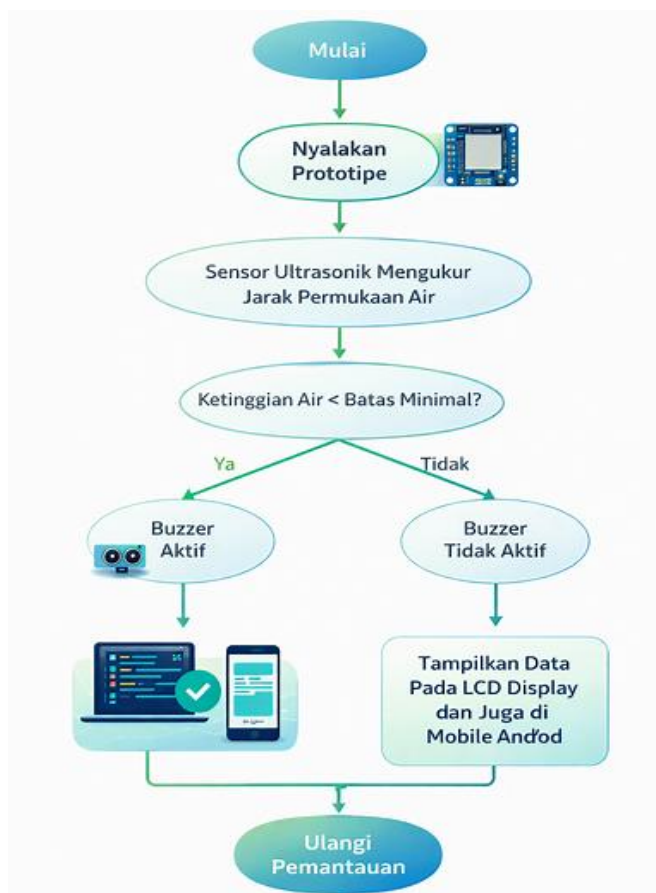 Mulai
Nyalakan
Prototipe
Sensor Ultrasonik Mengukur
Jarak Permukaan Air
Ketinggian Air < Batas Minimal?
Ya
Tidak
Buzzer
Aktif
Buzzer
Tidak Aktif
Tampilkan Data
Pada LCD Display
dan Juga di
Mobile
Ulangi
Pemantauan